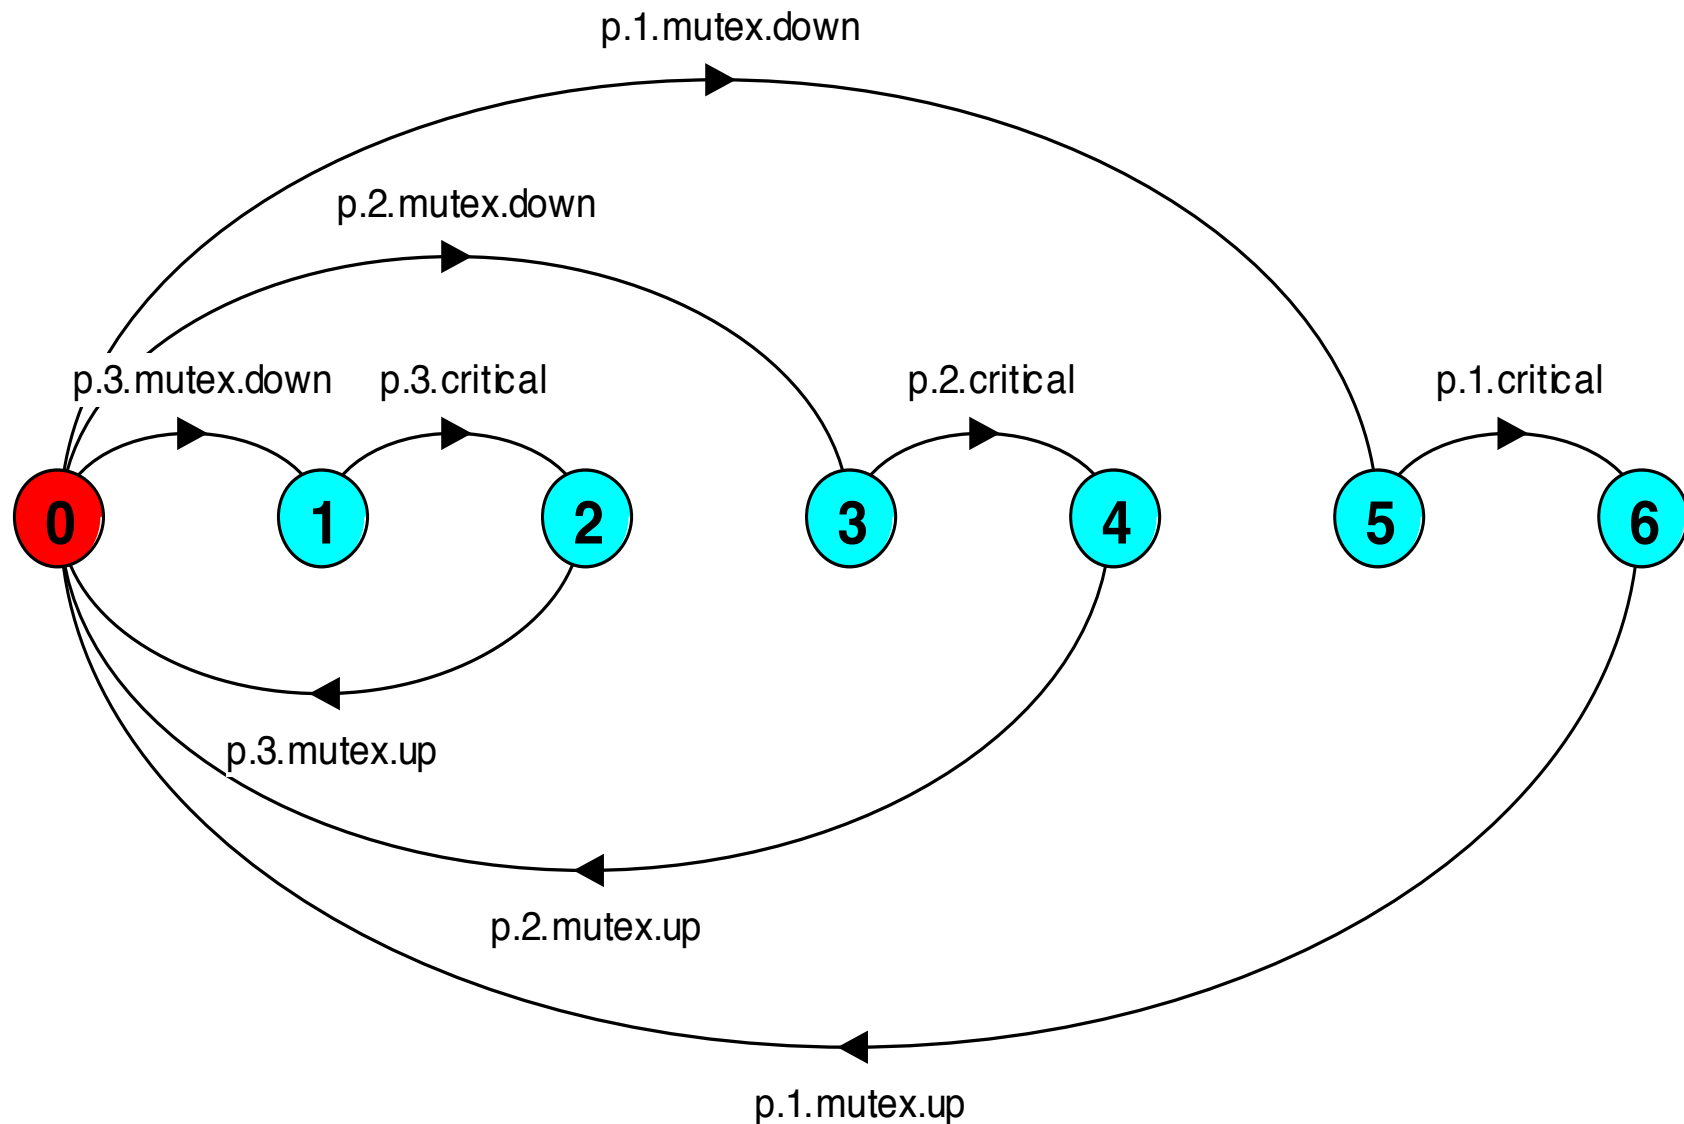 p.1.mutex.down
p.2.mutex.down
p.3.mutex.down p.3.critical p.2.critical p.1.critical
0 1 2 3 4 5 6
p.3.mutex.up
p.2.mutex.up
p.1.mutex.up